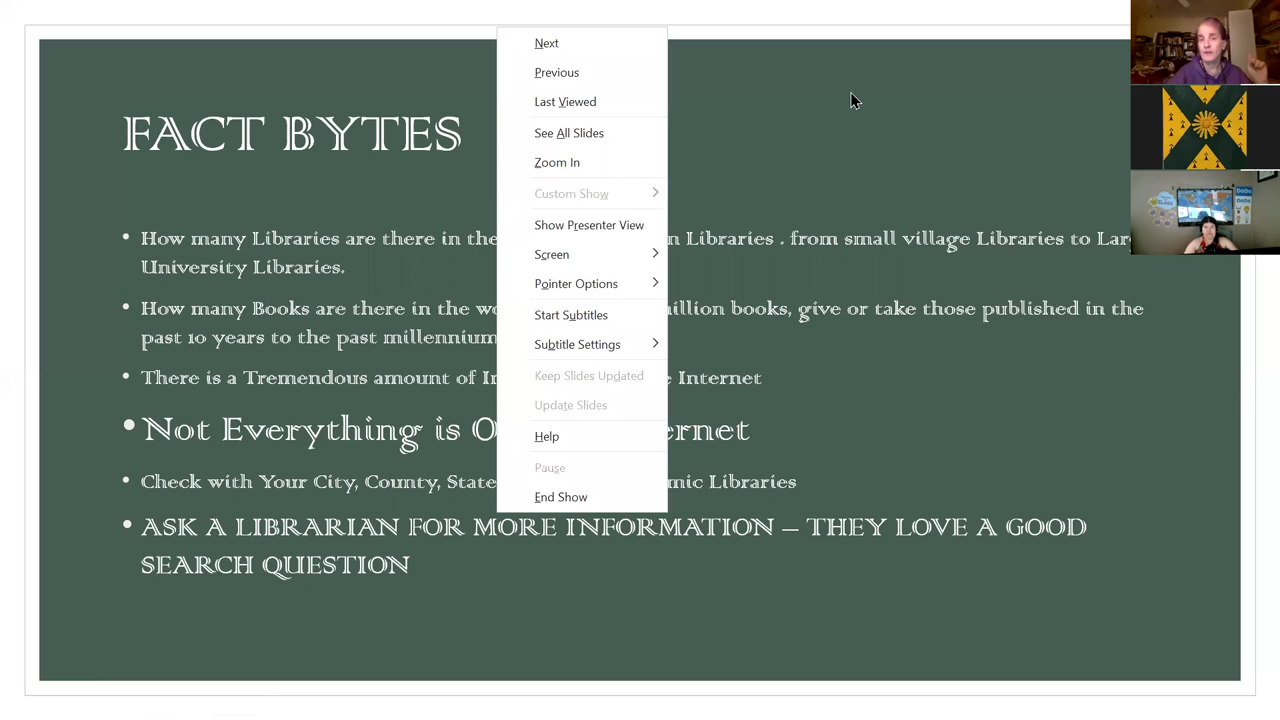 FACT BYTES
• How many Libraries are there in the
n Libraries . from small village Libraries to Lar
University Libraries.
• How many Books are there in the wo
illion books, give or take those published in the
past 10 years to the past millennium
• There is a Tremendous amount of In
e Internet
• Not Everything is O
ernet
• Check with Your City, County, State
mic Libraries
• ASK A LIBRARIAN FOR MORE INFORMATION – THEY LOVE A GOOD
SEARCH QUESTION
Next
Previous
Last Viewed
See All Slides
Zoom In
Custom Show
Show Presenter View
Screen
Pointer Options
Start Subtitles
Subtitle Settings
Keep Slides Updated
Update Slides
Help
Pause
End Show
DaDa
DaDa